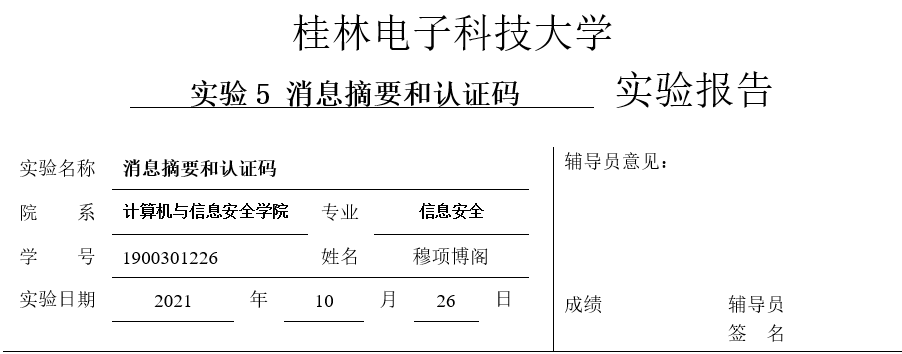 桂林电子科技大学
实验 5 消息摘要和认证码 实验报告
实验名称 消息摘要和认证码
院 系 计算机与信息安全学院 专业 信息安全
学 号 1900301226 姓名 穆项博阁
实验日期 2021 年 10 月 26 日
辅导员意见：
成绩 辅导员
签 名